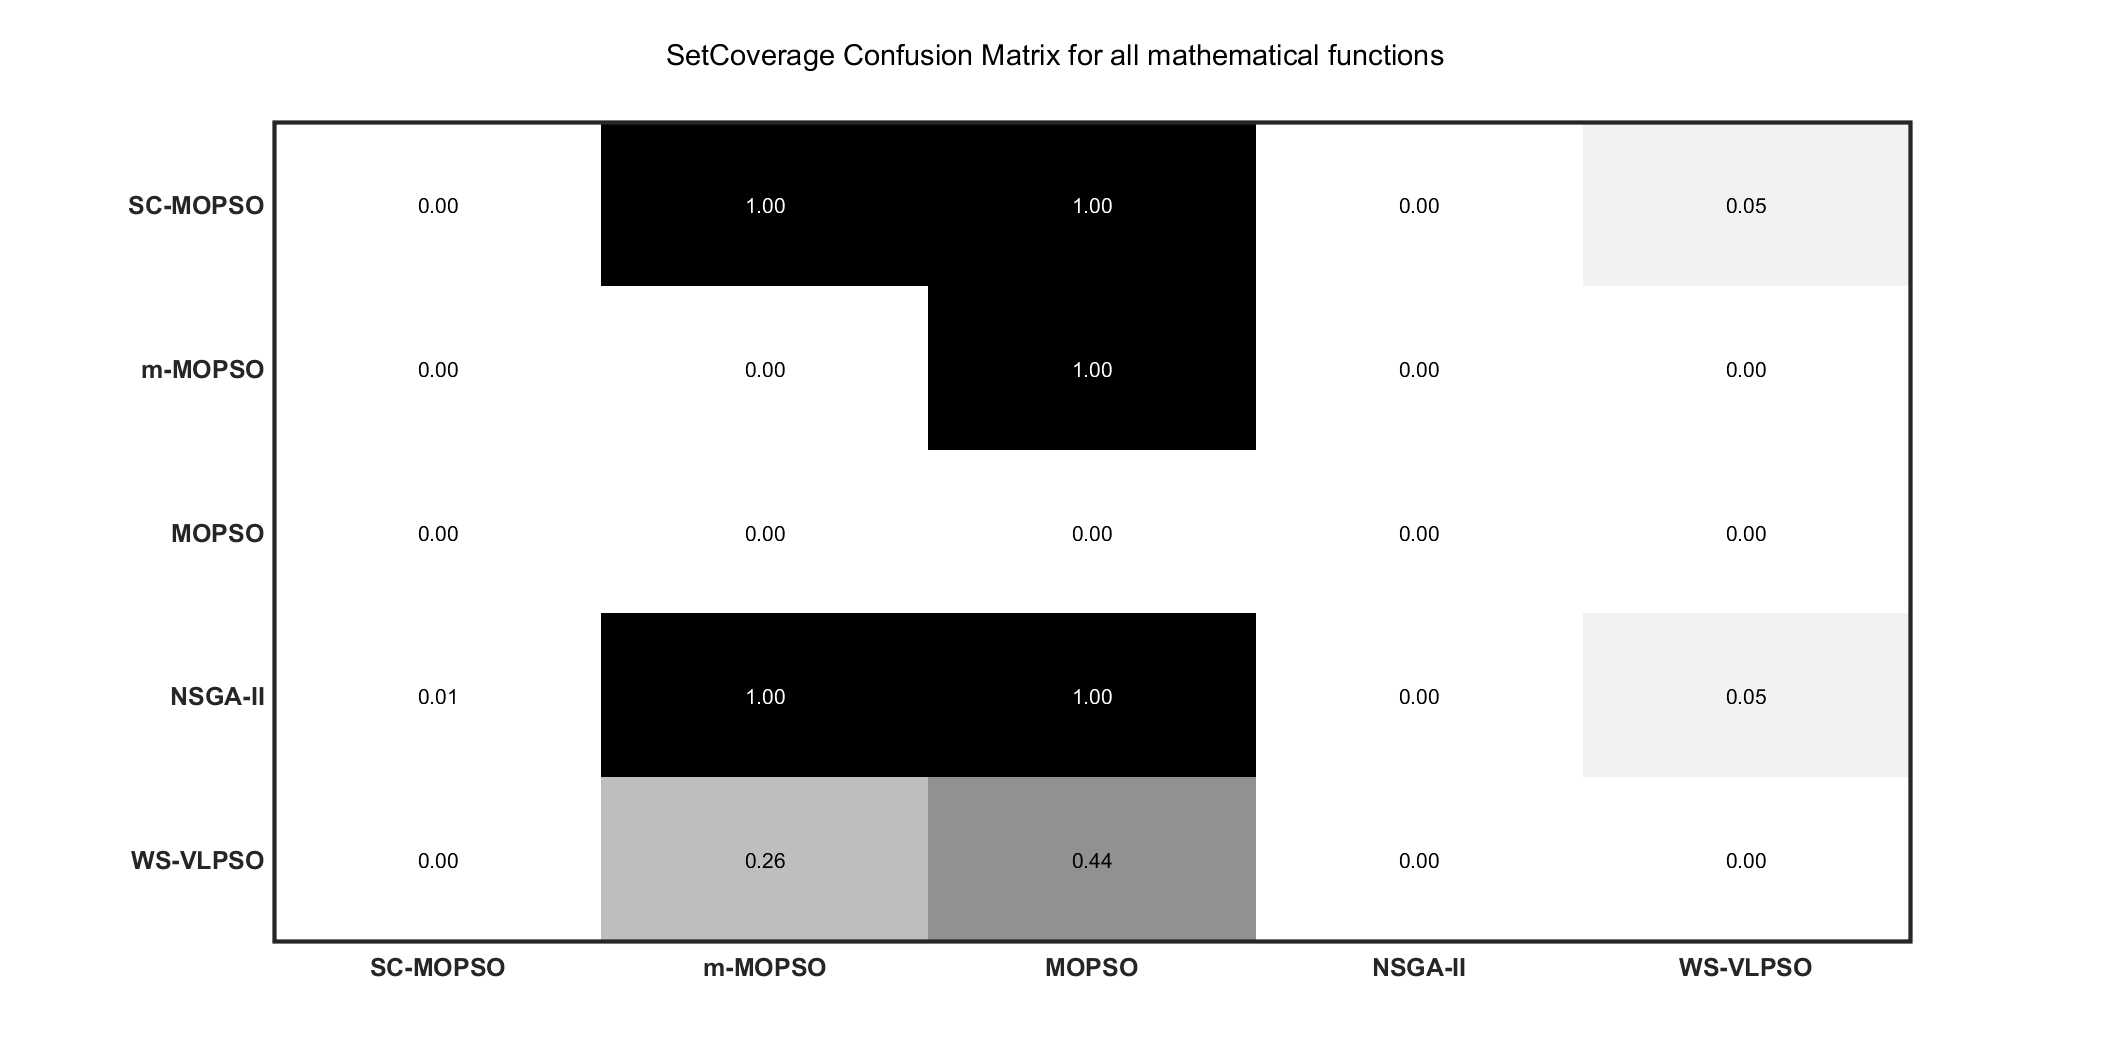 SetCoverage Confusion Matrix for all mathematical functions
SC-MOPSO 0.00 1.00 1.00 0.00 0.05
m-MOPSO 0.00 0.00 1.00 0.00 0.00
MOPSO 0.00 0.00 0.00 0.00 0.00
NSGA-II 0.01 1.00 1.00 0.00 0.05
WS-VLPSO 0.00 0.26 0.44 0.00 0.00
SC-MOPSO m-MOPSO MOPSO NSGA-II WS-VLPSO